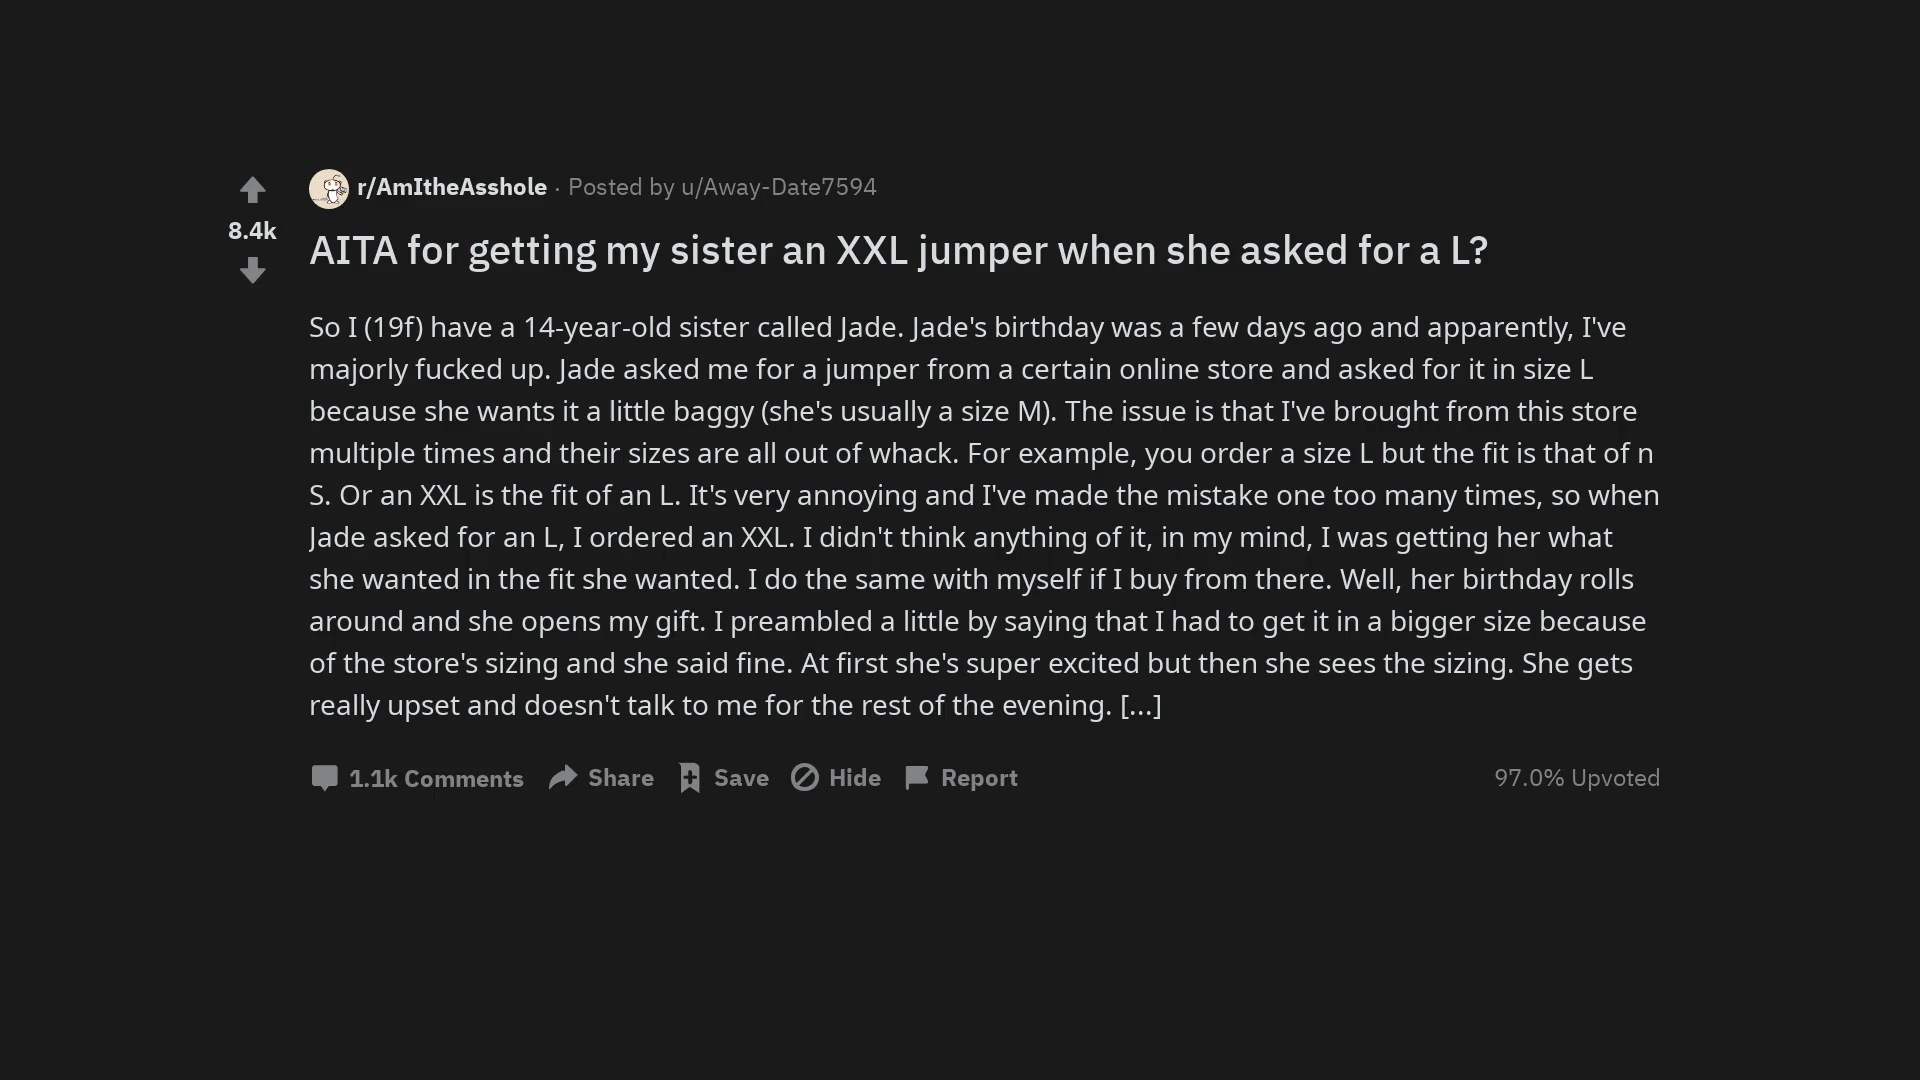 r/AmItheAsshole · Posted by u/Away-Date7594
8.4k
AITA for getting my sister an XXL jumper when she asked for a L?
So I (19f) have a 14-year-old sister called Jade. Jade's birthday was a few days ago and apparently, I've
majorly fucked up. Jade asked me for a jumper from a certain online store and asked for it in size L
because she wants it a little baggy (she's usually a size M). The issue is that I've brought from this store
multiple times and their sizes are all out of whack. For example, you order a size L but the fit is that of n
S. Or an XXL is the fit of an L. It's very annoying and I've made the mistake one too many times, so when
Jade asked for an L, I ordered an XXL. I didn't think anything of it, in my mind, I was getting her what
she wanted in the fit she wanted. I do the same with myself if I buy from there. Well, her birthday rolls
around and she opens my gift. I preambled a little by saying that I had to get it in a bigger size because
of the store's sizing and she said fine. At first she's super excited but then she sees the sizing. She gets
really upset and doesn't talk to me for the rest of the evening. [...]
1.1k Comments Share Save Hide Report 97.0% Upvoted